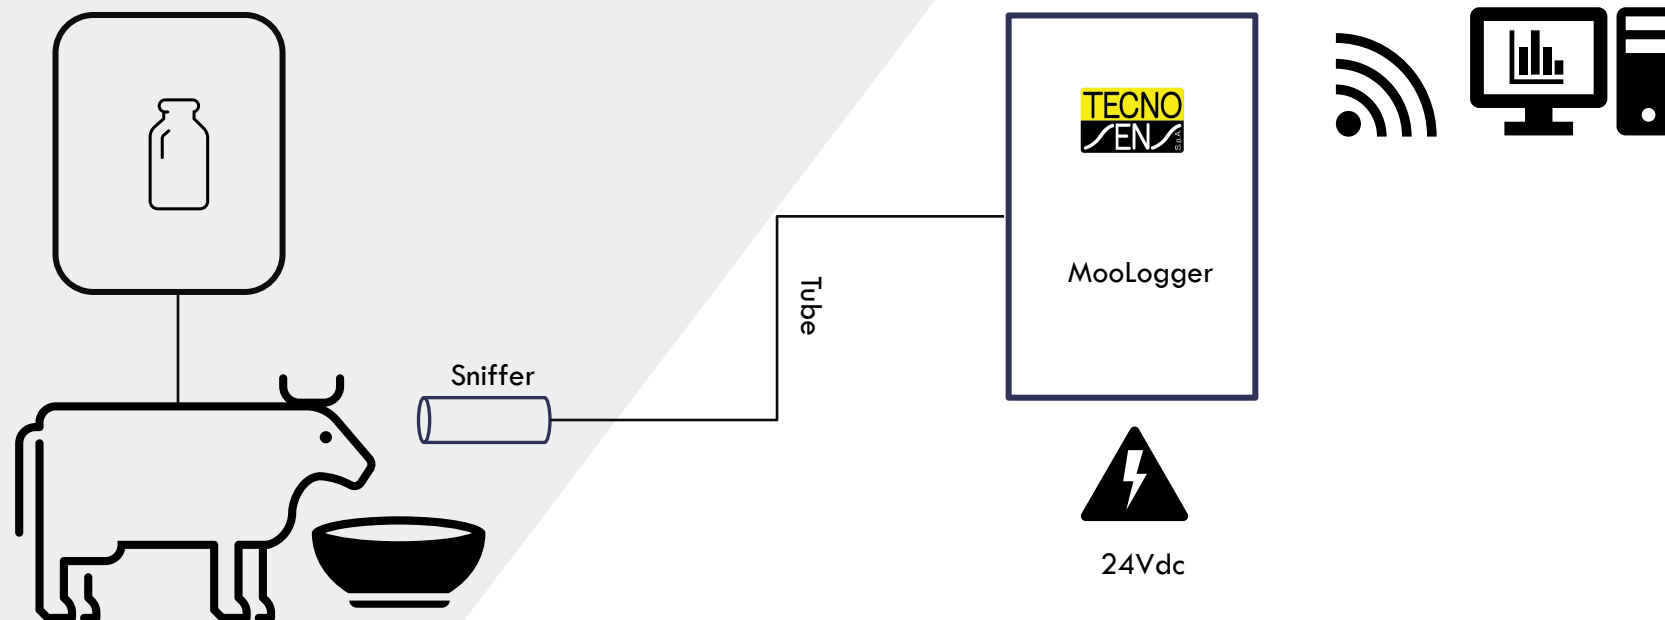 TECNO
SENS
S.p.A.
MooLogger
Tube
Sniffer
24Vdc